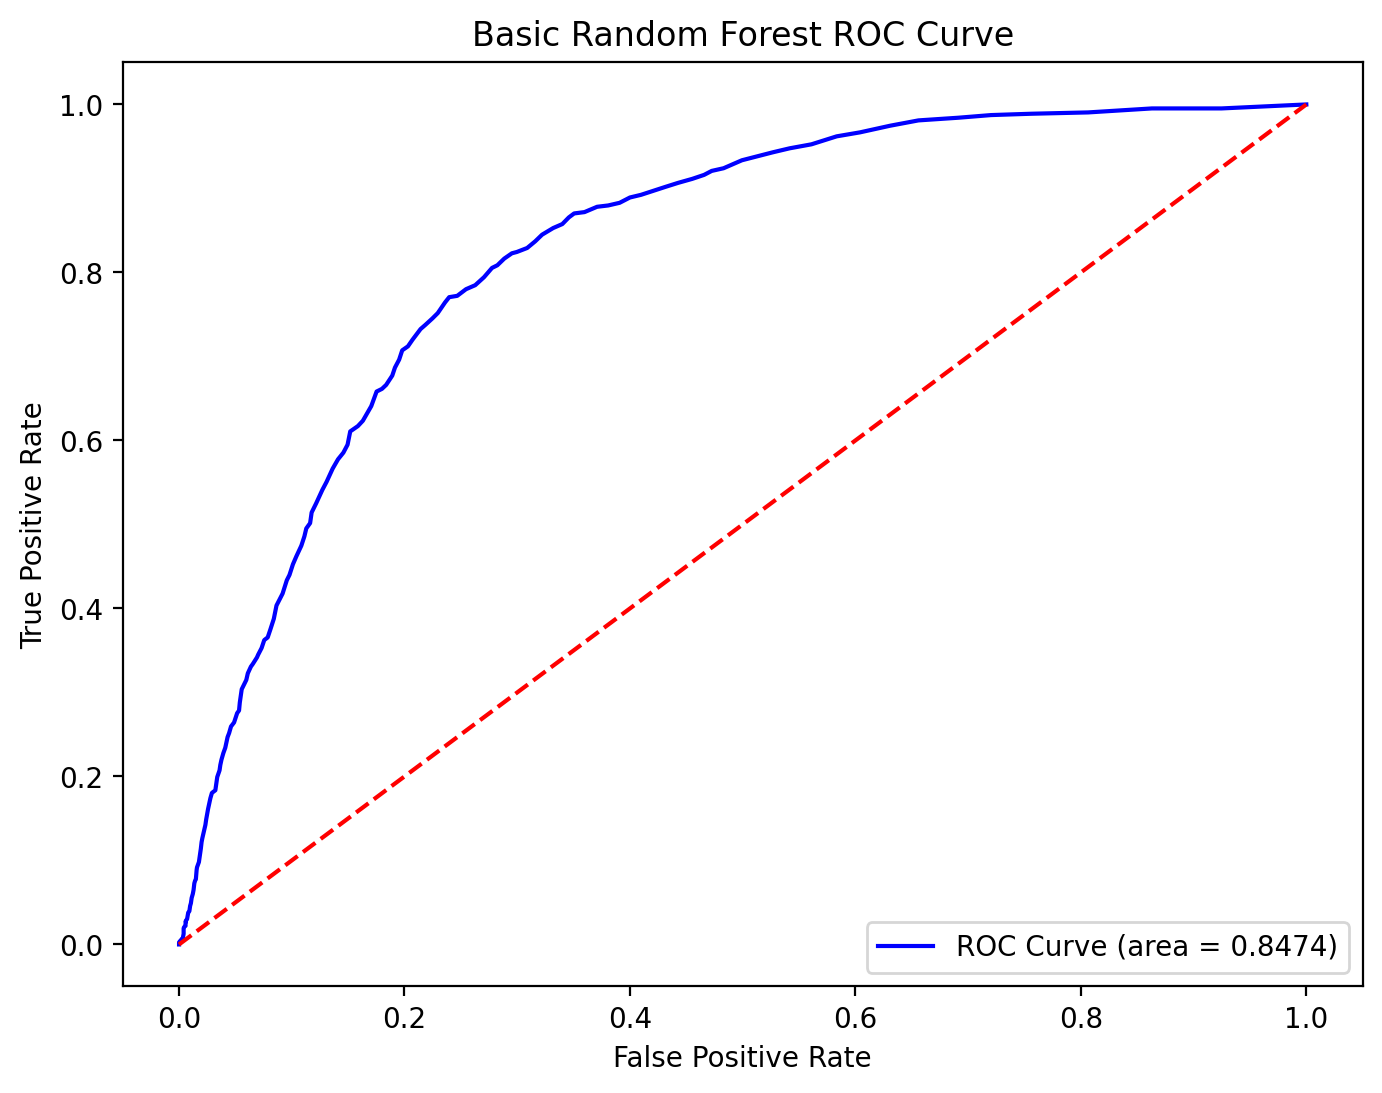 Basic Random Forest ROC Curve
True Positive Rate
1.0
0.8
0.6
0.4
0.2
0.0
ROC Curve (area = 0.8474)
0.0 0.2 0.4 0.6 0.8 1.0
False Positive Rate